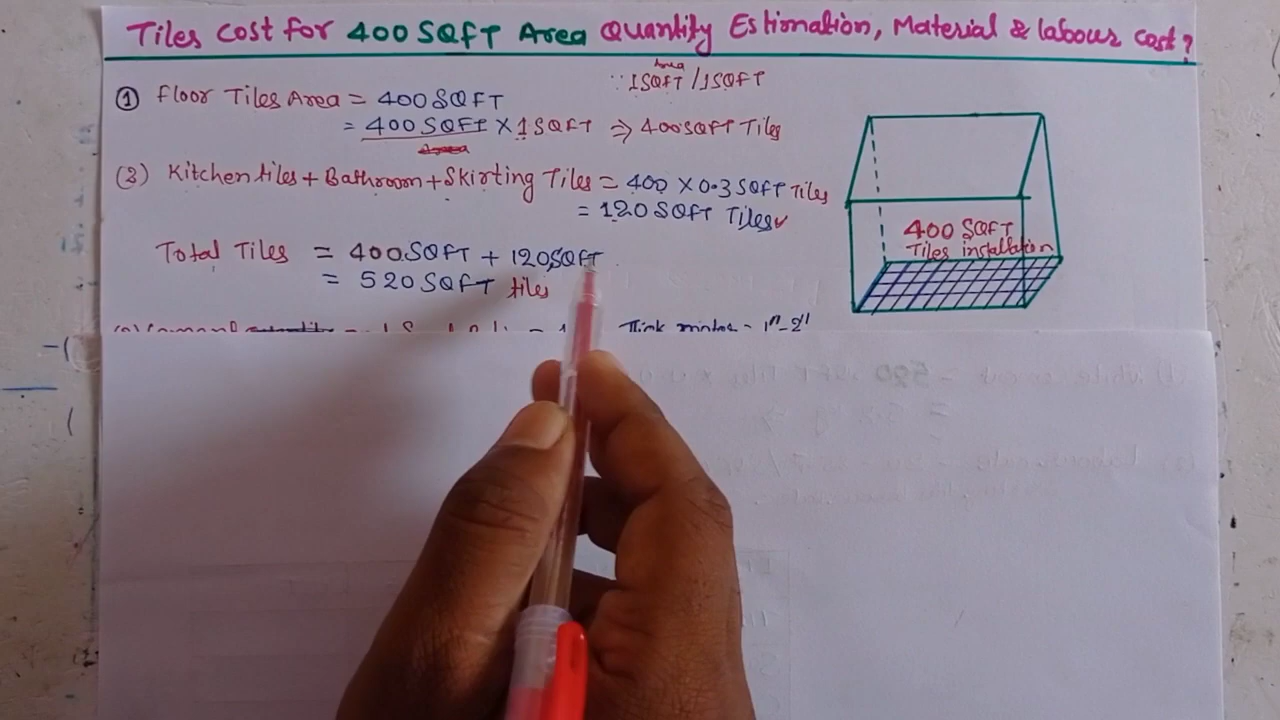 Tiles Cost for 400 SQFT Area Quantity Estimation, Material & labour cost?
Area
∵ 1SQFT / 1SQFT
① Floor Tiles Area = 400 SQFT
= 400 SQFT × 1 SQFT ⇒ 400 SQFT Tiles
Area
(2) Kitchen tiles + Bathroom + Skirting Tiles = 400 × 0.3 SQFT Tiles
= 120 SQFT Tiles ✓
Total Tiles = 400 SQFT + 120 SQFT
= 520 SQFT tiles
400 SQFT
Tiles installation